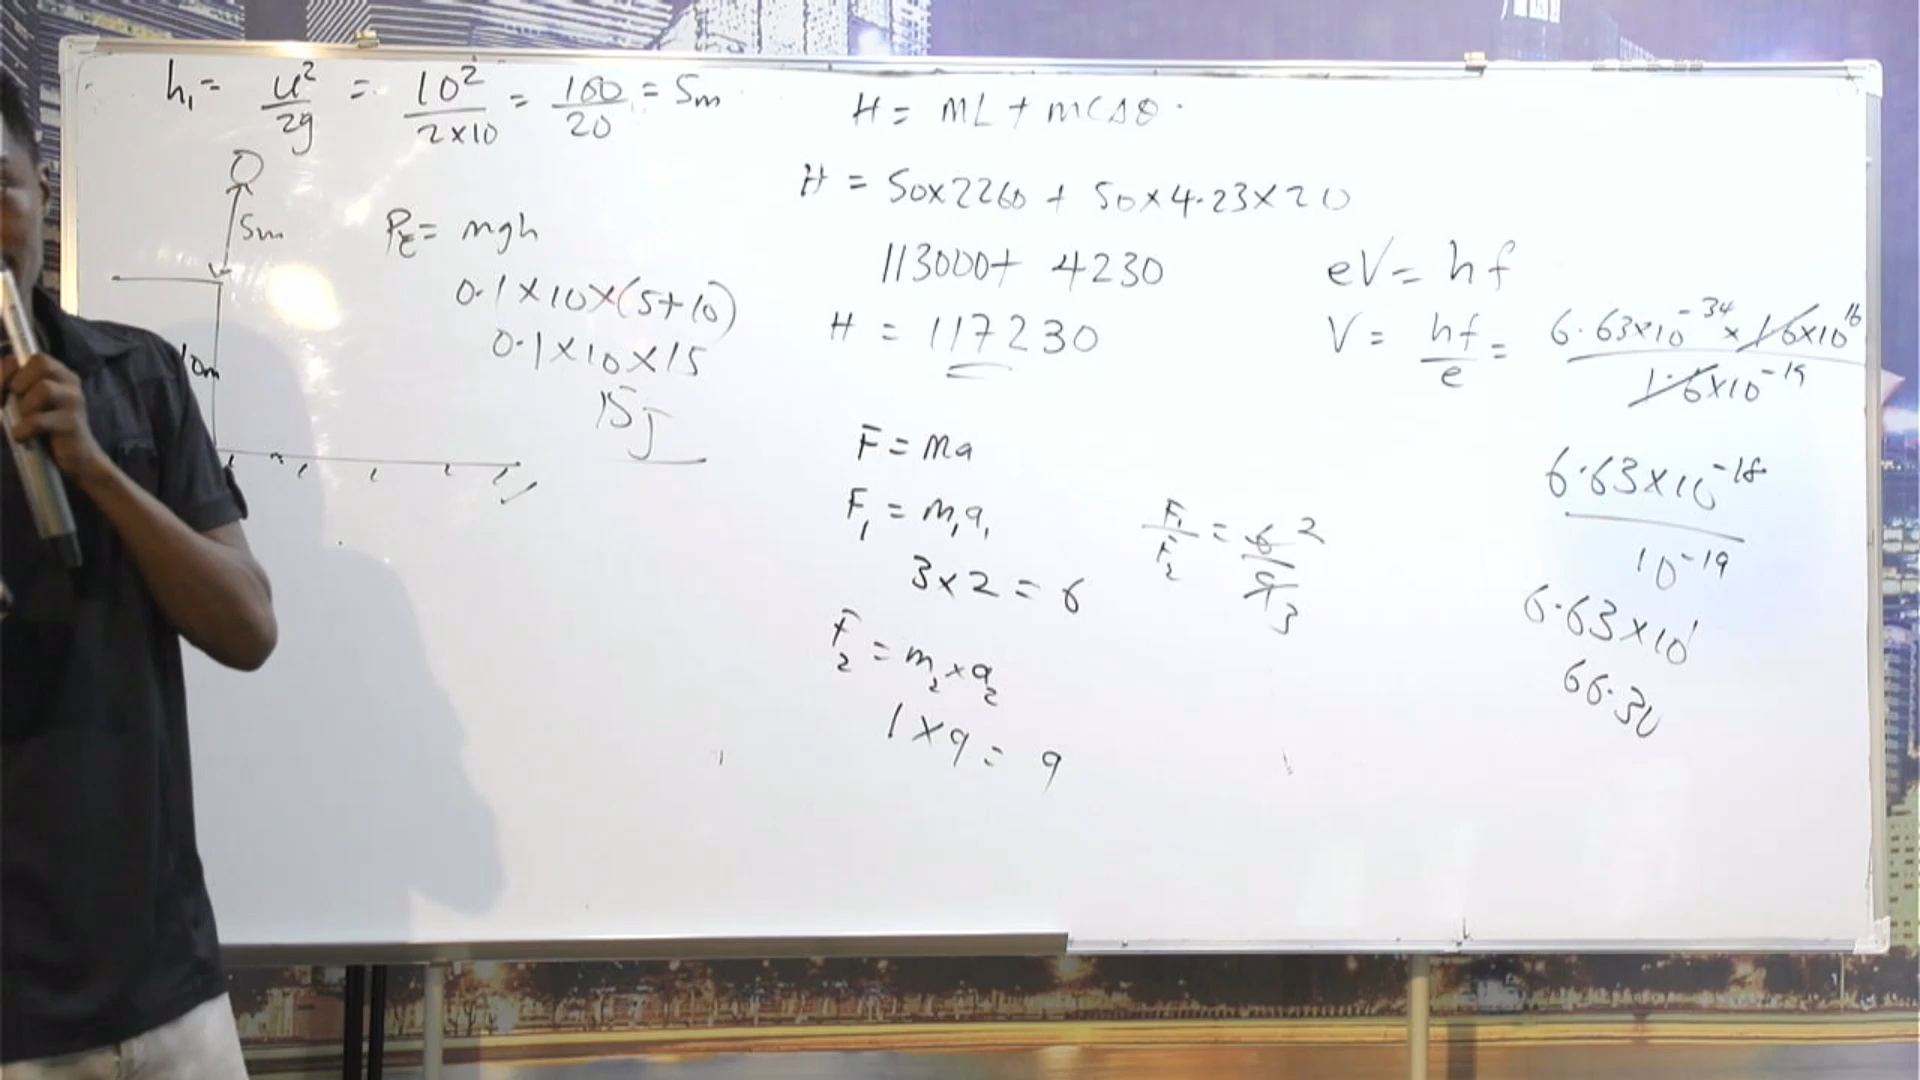 h₁ = u²/2g = 10²/2×10 = 100/20 = 5m
5m
10m
PE = mgh
0.1×10×(5+10)
0.1×10×15
15J
H = ML + mCΔθ.
H = 50×2260 + 50×4.23×20
113000+ 4230
H = 117230
F = Ma
F₁ = m₁a₁
3×2 = 6
F₂ = m₂×a₂
1×9 = 9
F₁/F₂ = 6/9 2 3
eV = hf
V = hf/e = 6.63×10⁻³⁴ × 1.6×10¹⁶/1.6×10⁻¹⁹
6.63×10⁻¹⁸/10⁻¹⁹
6.63×10¹
66.30